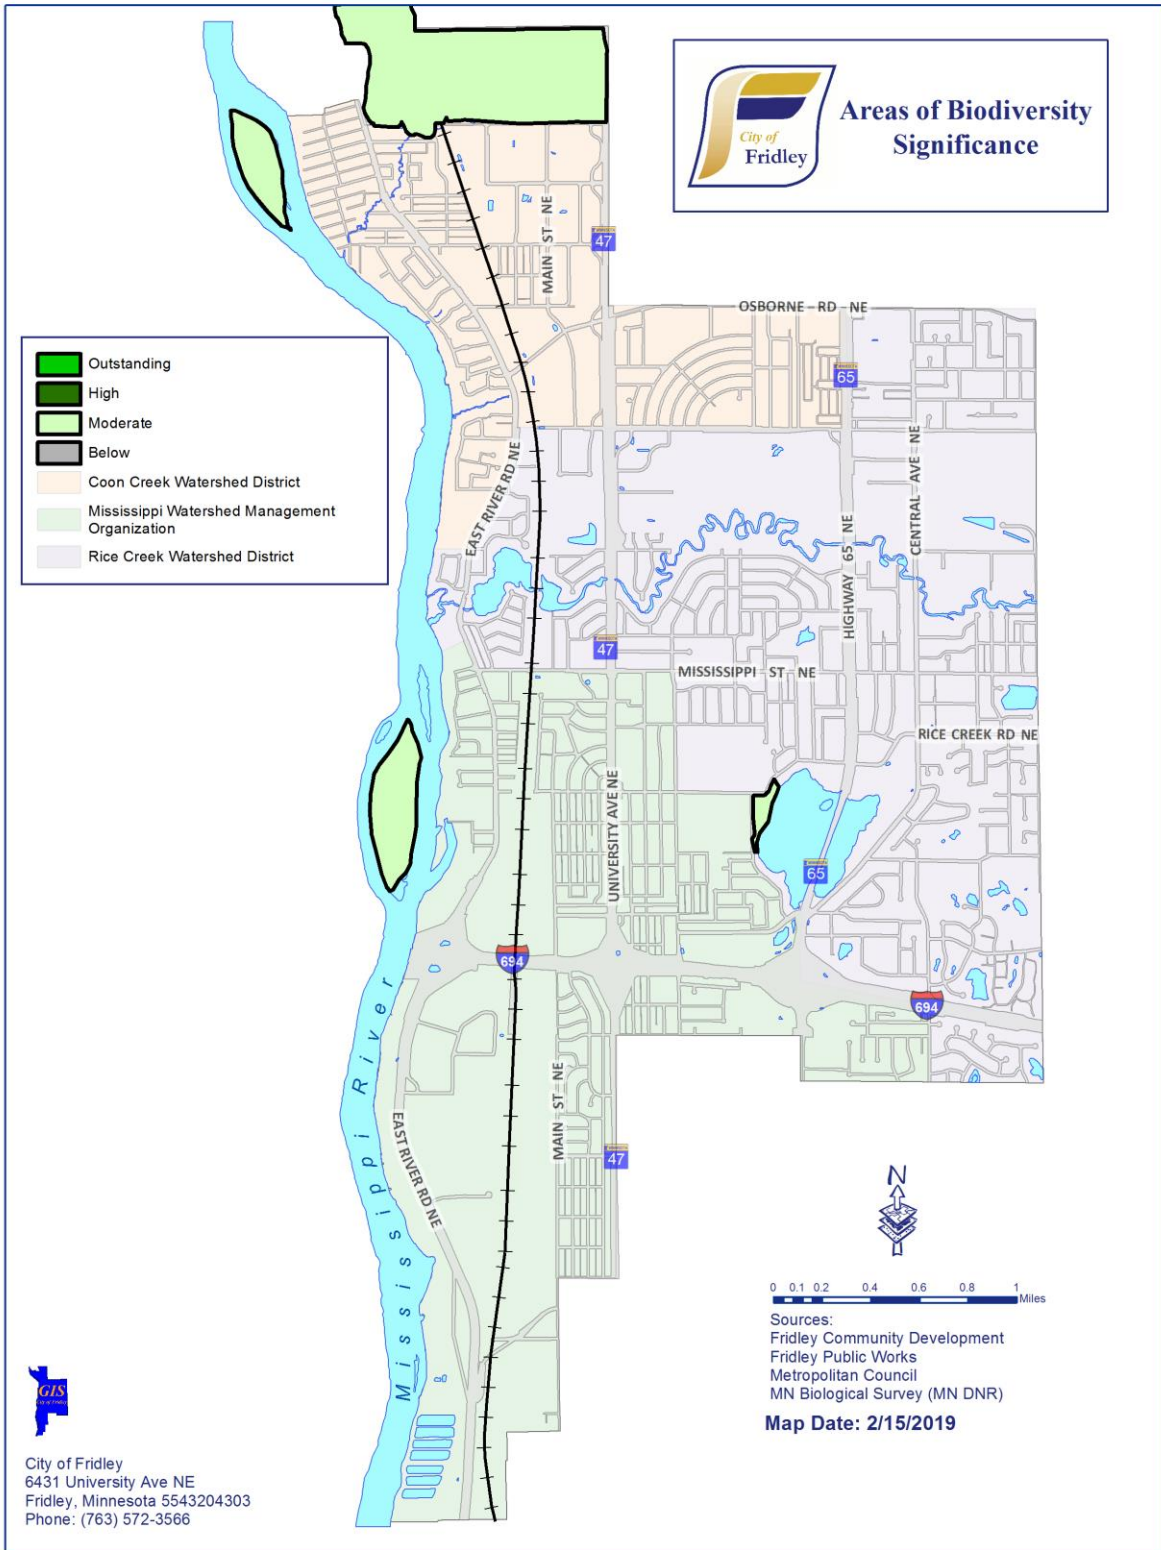 City of
Fridley
Areas of Biodiversity
Significance
MAIN ST NE
47
OSBORNE RD NE
65
Outstanding
High
Moderate
Below
Coon Creek Watershed District
Mississippi Watershed Management
Organization
Rice Creek Watershed District
EAST RIVER RD NE
CENTRAL AVE NE
HIGHWAY 65 NE
47
MISSISSIPPI ST NE
RICE CREEK RD NE
UNIVERSITY AVE NE
65
694
694
Mississippi River
MAIN ST NE
EAST RIVER RD NE
47
N
0 0.1 0.2 0.4 0.6 0.8 1
Miles
Sources:
Fridley Community Development
Fridley Public Works
Metropolitan Council
MN Biological Survey (MN DNR)
Map Date: 2/15/2019
GIS
City of Fridley
City of Fridley
6431 University Ave NE
Fridley, Minnesota 5543204303
Phone: (763) 572-3566